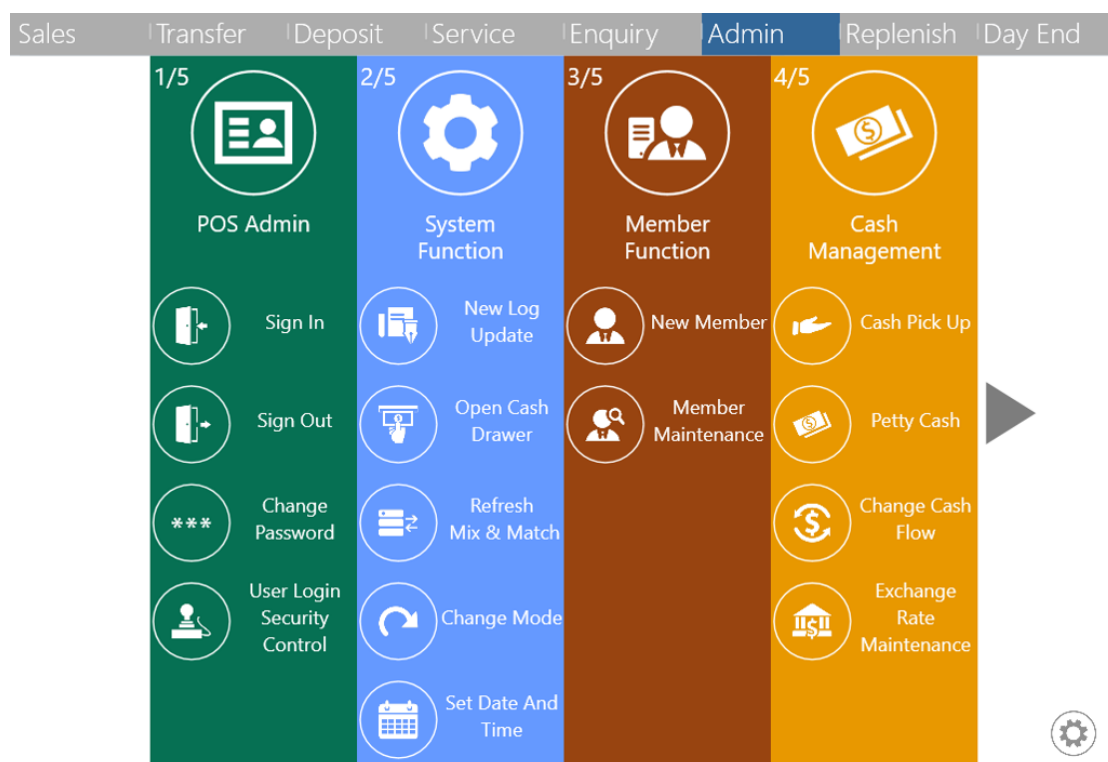 Sales
Transfer
Deposit
Service
Enquiry
Admin
Replenish
Day End
1/5
POS Admin
Sign In
Sign Out
***
Change
Password
User Login
Security
Control
2/5
System
Function
New Log
Update
Open Cash
Drawer
Refresh
Mix & Match
Change Mode
Set Date And
Time
3/5
Member
Function
New Member
Member
Maintenance
4/5
$
Cash
Management
Cash Pick Up
Petty Cash
$
Change Cash
Flow
$
Exchange
Rate
Maintenance